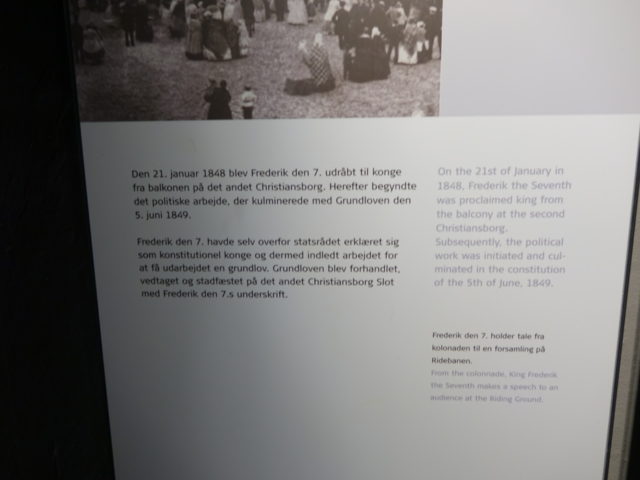 Den 21. januar 1848 blev Frederik den 7. udråbt til konge
fra balkonen på det andet Christiansborg. Herefter begyndte
det politiske arbejde, der kulminerede med Grundloven den
5. juni 1849.
Frederik den 7. havde selv overfor statsrådet erklæret sig
som konstitutionel konge og dermed indledt arbejdet for
at få udarbejdet en grundlov. Grundloven blev forhandlet,
vedtaget og stadfæstet på det andet Christiansborg Slot
med Frederik den 7.s underskrift.
On the 21st of January in
1848, Frederik the Seventh
was proclaimed king from
the balcony at the second
Christiansborg.
Subsequently, the political
work was initiated and cul-
minated in the constitution
of the 5th of June, 1849.
Frederik den 7. holder tale fra
kolonaden til en forsamling på
Ridebanen.
From the colonnade, King Frederik
the Seventh makes a speech to an
audience at the Riding Ground.